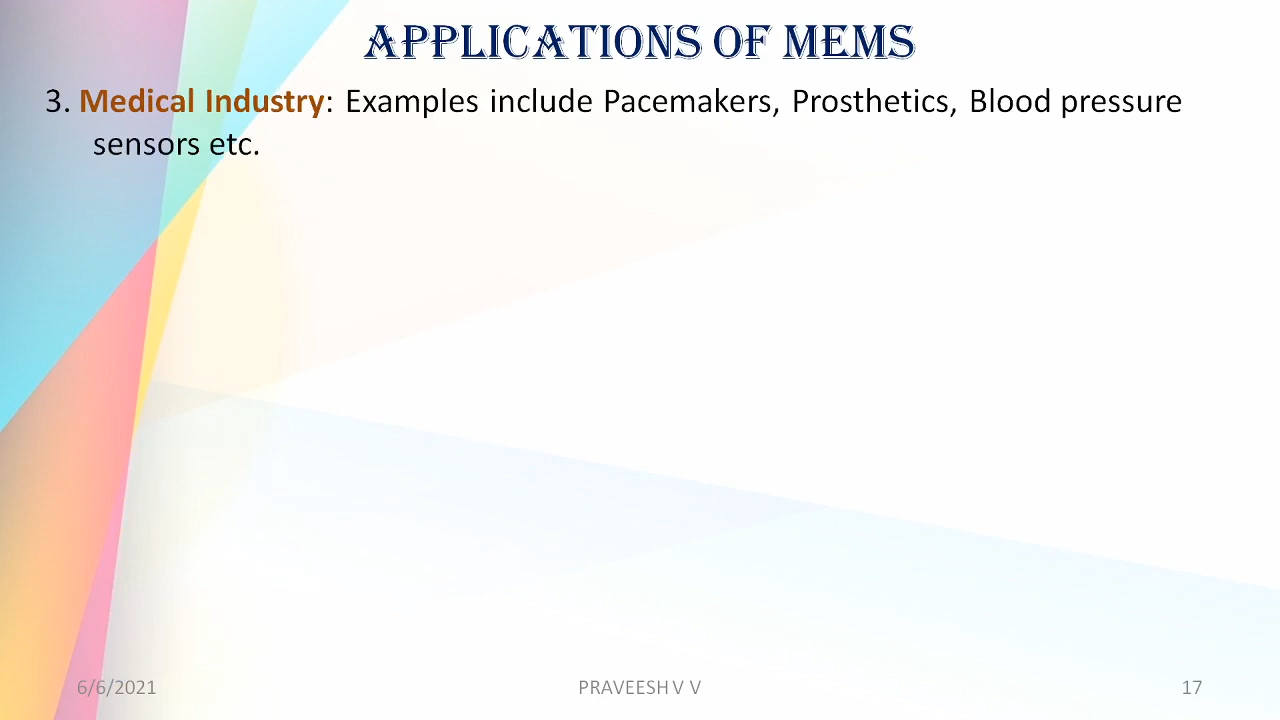 APPLICATIONS OF MEMS
3. Medical Industry: Examples include Pacemakers, Prosthetics, Blood pressure
sensors etc.
6/6/2021
PRAVEESH V V
17